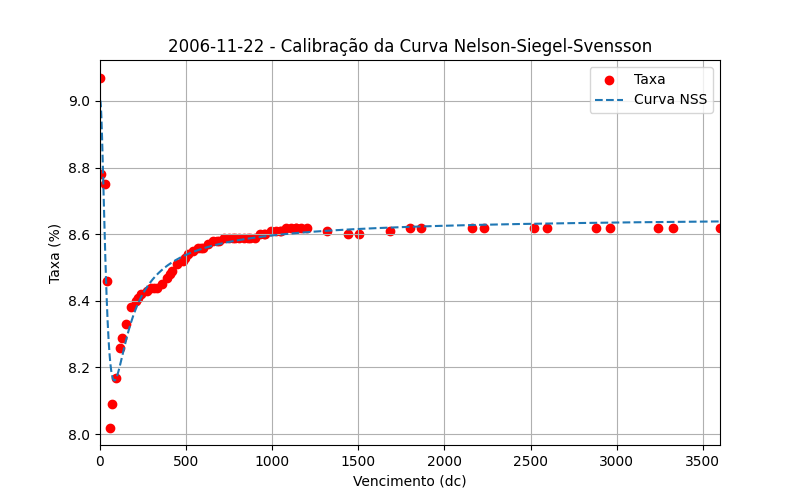 2006-11-22 - Calibração da Curva Nelson-Siegel-Svensson
Taxa
Curva NSS
Taxa (%)
9.0
8.8
8.6
8.4
8.2
8.0
0 500 1000 1500 2000 2500 3000 3500
Vencimento (dc)